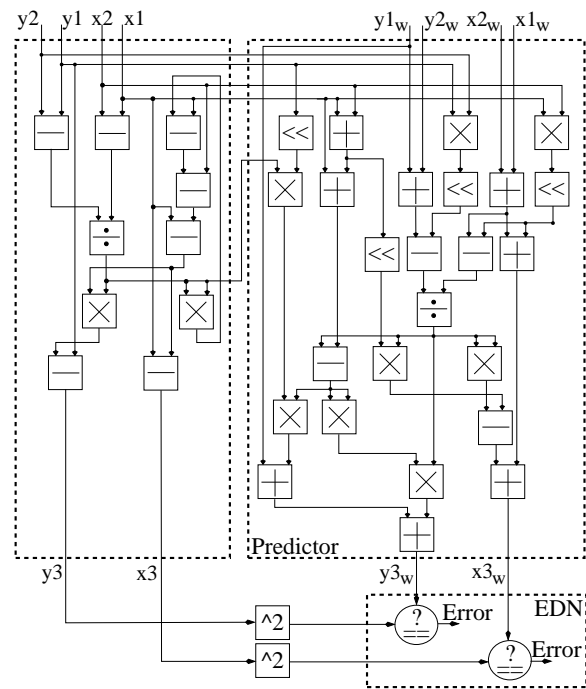 y2 y1 x2 x1 y1w y2w x2w x1w
<< ×  ×
×  <<  <<
<<
×  ×
×  ×
×  ×
×
Predictor
y3 x3 y3w x3w
EDN
^2 ?
== Error
^2 ?
== Error